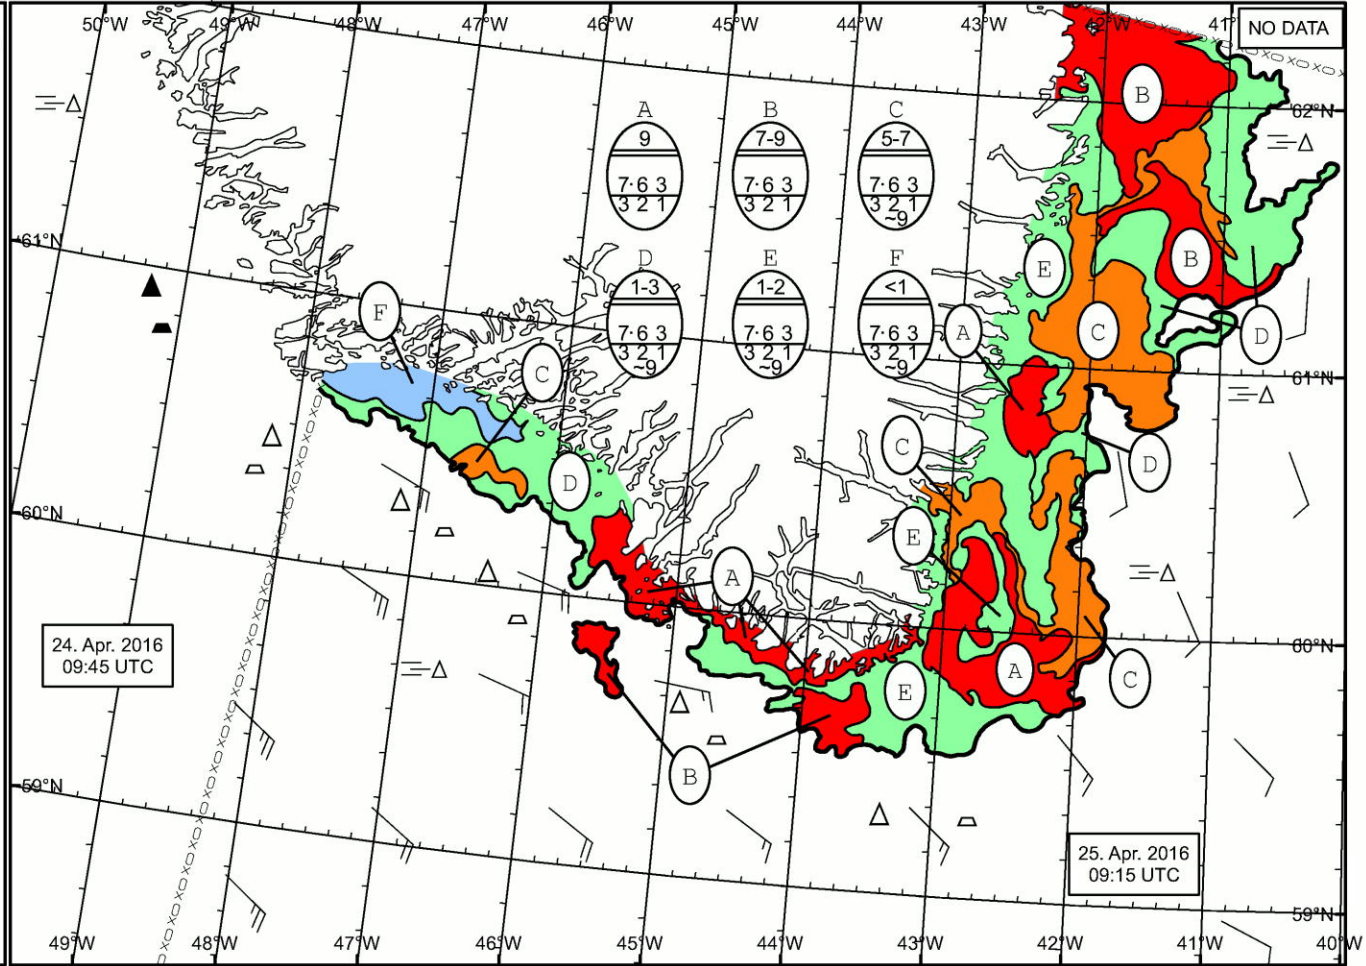 50°W 49°W 48°W 47°W 46°W 45°W 44°W 43°W 42°W 41°
NO DATA
B
62°N
A B C
9 7-9 5-7
7· 6 3 7· 6 3 7· 6 3
3 2 1 3 2 1 3 2 1
~9
61°N
E B
D E F
1-3 1-2 <1
7· 6 3 7· 6 3 7· 6 3
3 2 1 3 2 1 3 2 1
~9 ~9 ~9
F A C D
61°N
C
C D
D
60°N
E
A
24. Apr. 2016
09:45 UTC
60°N
A C
E
B
59°N
25. Apr. 2016
09:15 UTC
59°N
49°W 48°W 47°W 46°W 45°W 44°W 43°W 42°W 41°W 40°W